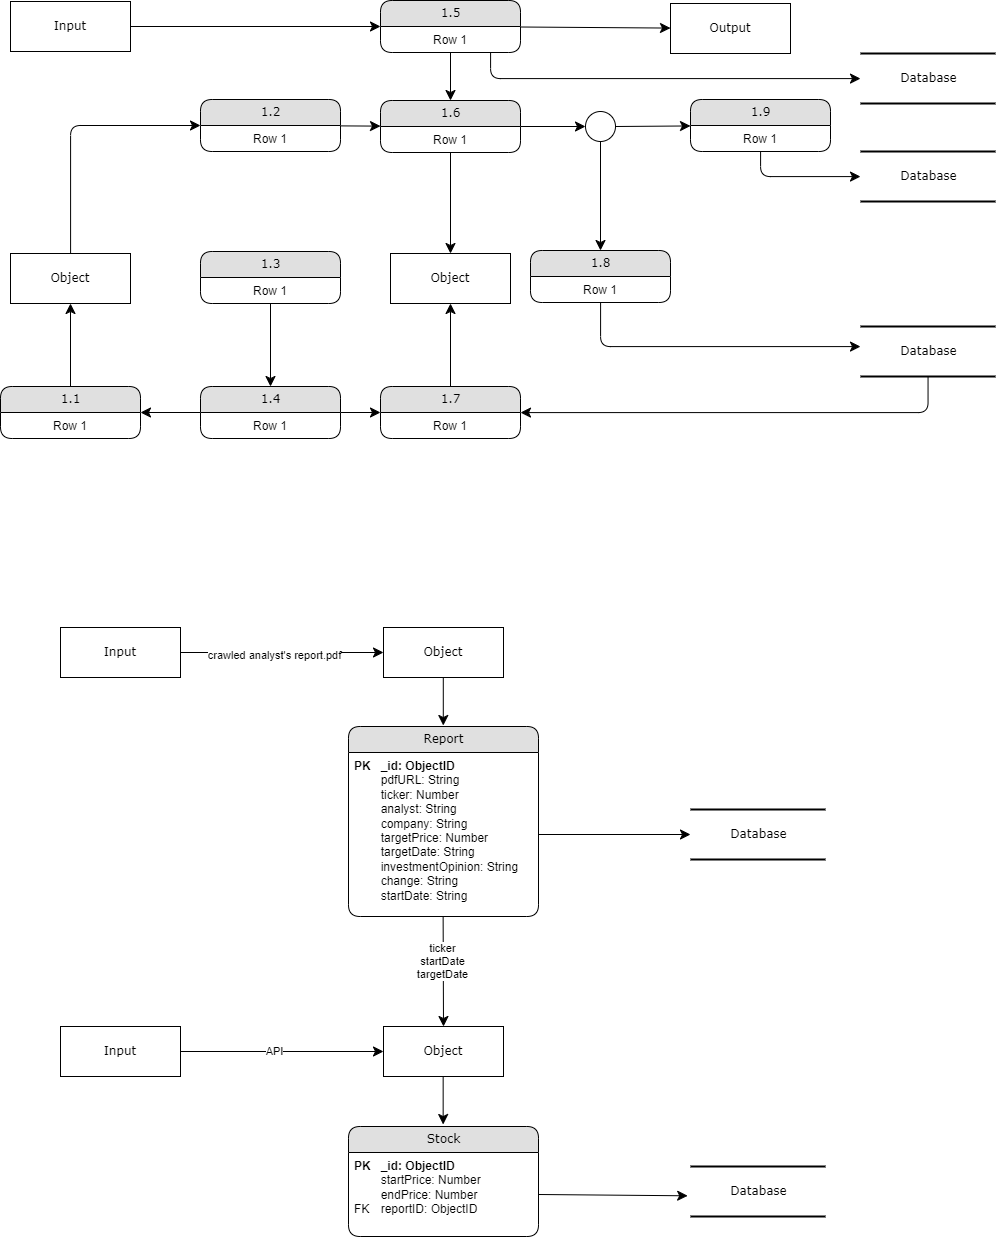 Input
1.5
Row 1
Output
Database
1.2
Row 1
1.6
Row 1
1.9
Row 1
Database
Object
1.3
Row 1
Object
1.8
Row 1
Database
1.1
Row 1
1.4
Row 1
1.7
Row 1
Input
crawled analyst's report.pdf
Object
Report
PK _id: ObjectID
pdfURL: String
ticker: Number
analyst: String
company: String
targetPrice: Number
targetDate: String
investmentOpinion: String
change: String
startDate: String
Database
ticker
startDate
targetDate
Input
API
Object
Stock
PK _id: ObjectID
startPrice: Number
endPrice: Number
FK reportID: ObjectID
Database